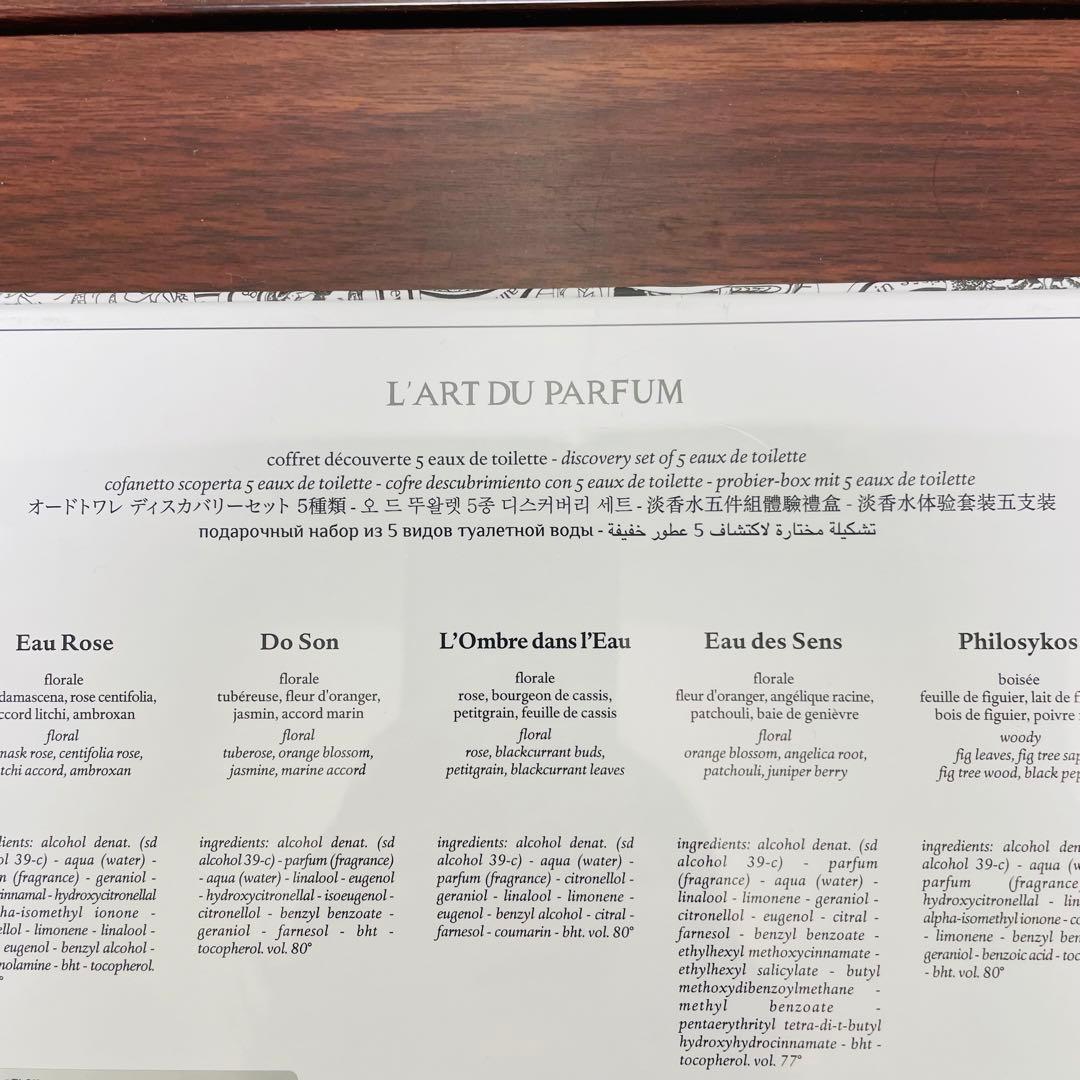 L'ART DU PARFUM
coffret découverte 5 eaux de toilette - discovery set of 5 eaux de toilette
cofanetto scoperta 5 eaux de toilette - cofre descubrimiento con 5 eaux de toilette - probier-box mit 5 eaux de toilette
オードトワレ ディスカバリーセット 5種類 - 오 드 뚜왈렛 5종 디스커버리 세트 - 淡香水五件組體驗禮盒 - 淡香水体验套装五支装
подарочный набор из 5 видов туалетной воды - تشكيلة مختارة لاكتشاف 5 عطور خفيفة
Eau Rose
florale
damascena, rose centifolia,
ccord litchi, ambroxan
floral
mask rose, centifolia rose,
tchi accord, ambroxan
ients: alcohol denat. (sd
ol 39-c) - aqua (water) -
n (fragrance) - geraniol -
innamal - hydroxycitronellal
ha-isomethyl ionone -
ellol - limonene - linalool -
eugenol - benzyl alcohol -
nolamine - bht - tocopherol.
°
Do Son
florale
tubéreuse, fleur d'oranger,
jasmin, accord marin
floral
tuberose, orange blossom,
jasmine, marine accord
ingredients: alcohol denat. (sd
alcohol 39-c) - parfum (fragrance)
- aqua (water) - linalool - eugenol
- hydroxycitronellal - isoeugenol -
citronellol - benzyl benzoate -
geraniol - farnesol - bht -
tocopherol. vol. 80°
L'Ombre dans l'Eau
florale
rose, bourgeon de cassis,
petitgrain, feuille de cassis
floral
rose, blackcurrant buds,
petitgrain, blackcurrant leaves
ingredients: alcohol denat. (sd
alcohol 39-c) - aqua (water) -
parfum (fragrance) - citronellol -
geraniol - linalool - limonene -
eugenol - benzyl alcohol - citral -
farnesol - coumarin - bht. vol. 80°
Eau des Sens
florale
fleur d'oranger, angélique racine,
patchouli, baie de genièvre
floral
orange blossom, angelica root,
patchouli, juniper berry
ingredients: alcohol denat. (sd
alcohol 39-c) - parfum
(fragrance) - aqua (water) -
linalool - limonene - geraniol -
citronellol - eugenol - citral -
farnesol - benzyl benzoate -
ethylhexyl methoxycinnamate -
ethylhexyl salicylate - butyl
methoxydibenzoylmethane -
methyl benzoate -
pentaerythrityl tetra-di-t-butyl
hydroxyhydrocinnamate - bht -
tocopherol. vol. 77°
Philosykos
boisée
feuille de figuier, lait de f
bois de figuier, poivre
woody
fig leaves, fig tree sap
fig tree wood, black pep
ingredients: alcohol den
alcohol 39-c) - aqua (w
parfum (fragrance
hydroxycitronellal - lin
alpha-isomethyl ionone - co
- limonene - benzyl ben
geraniol - benzoic acid - toc
- bht. vol. 80°